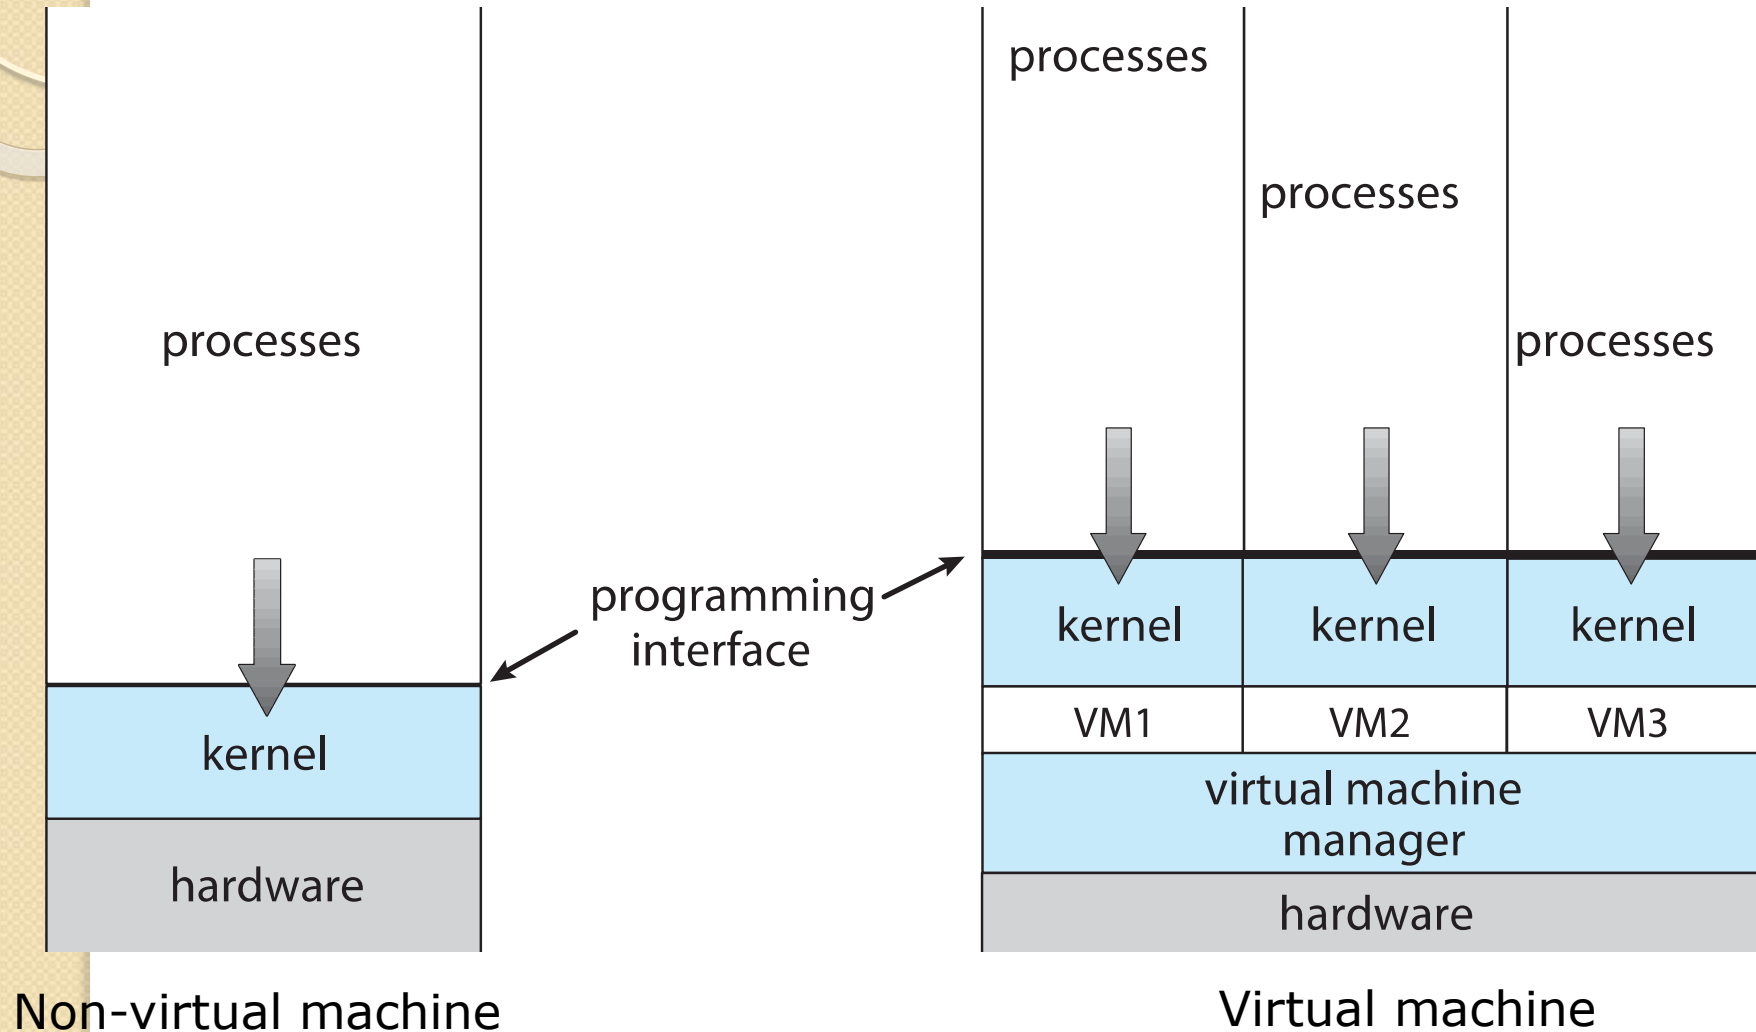 processes
kernel
hardware
Non-virtual machine
programming
interface
processes
processes
processes
kernel
kernel
kernel
VM1
VM2
VM3
virtual machine
manager
hardware
Virtual machine